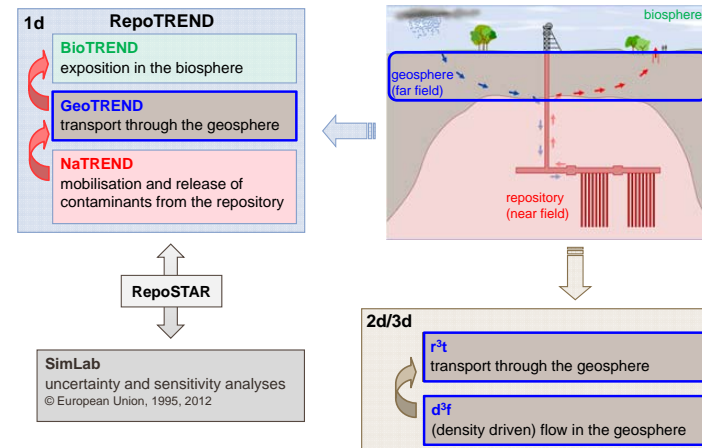 1d
RepoTREND
BioTREND
exposition in the biosphere
GeoTREND
transport through the geosphere
NaTREND
mobilisation and release of
contaminants from the repository
RepoSTAR
SimLab
uncertainty and sensitivity analyses
© European Union, 1995, 2012
biosphere
geosphere
(far field)
repository
(near field)
2d/3d
r³t
transport through the geosphere
d³f
(density driven) flow in the geosphere